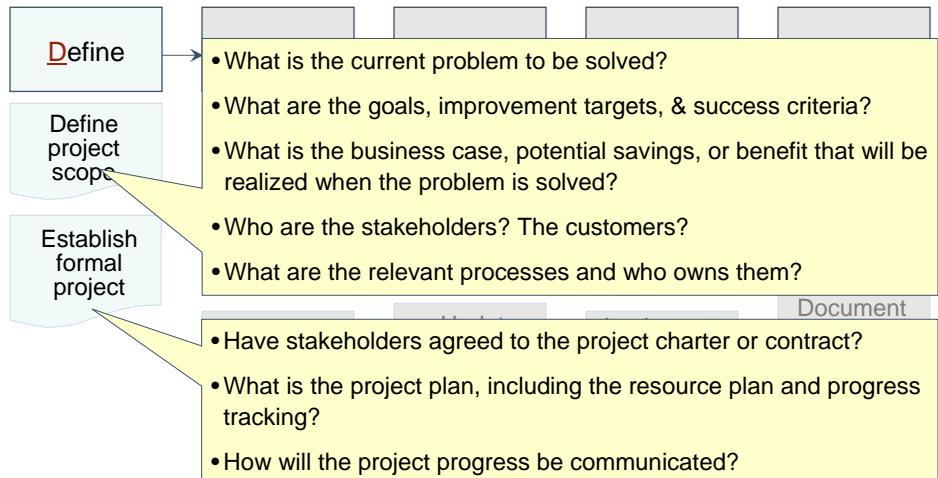 Define
Define
project
scope
Establish
formal
project
• What is the current problem to be solved?
• What are the goals, improvement targets, & success criteria?
• What is the business case, potential savings, or benefit that will be
realized when the problem is solved?
• Who are the stakeholders? The customers?
• What are the relevant processes and who owns them?
Document
• Have stakeholders agreed to the project charter or contract?
• What is the project plan, including the resource plan and progress
tracking?
• How will the project progress be communicated?